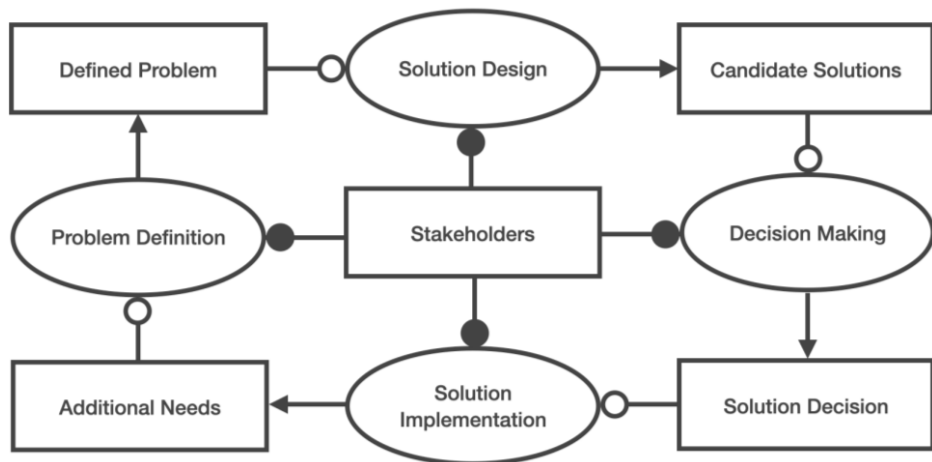 Defined Problem
Solution Design
Candidate Solutions
Problem Definition
Stakeholders
Decision Making
Additional Needs
Solution
Implementation
Solution Decision